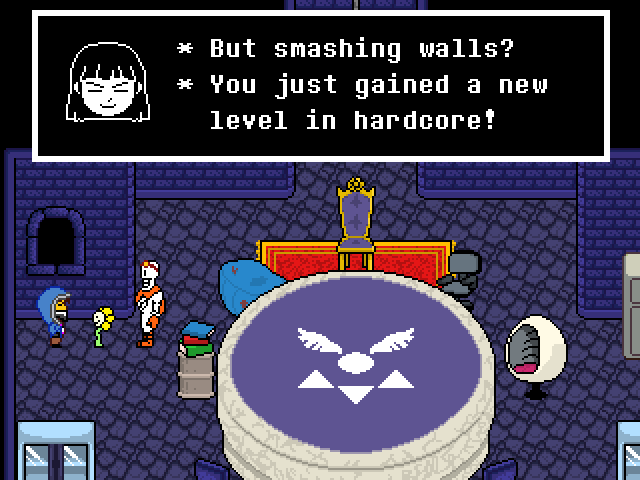 * But smashing walls?
* You just gained a new
level in hardcore!